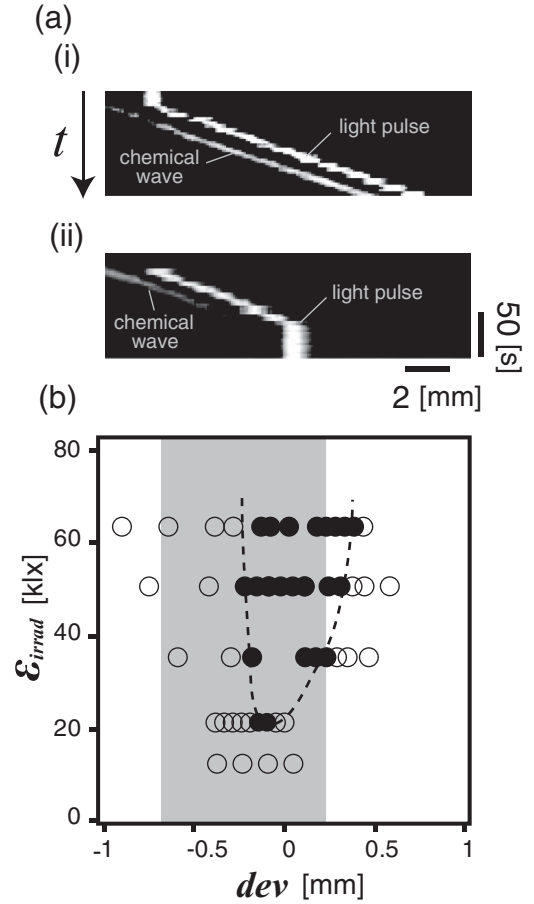 (a)
(i)
t
light pulse
chemical
wave
(ii)
light pulse
chemical
wave
50 [s]
2 [mm]
(b)
80
60
40
20
0
εirrad [klx]
-1
-0.5
0
0.5
1
dev [mm]